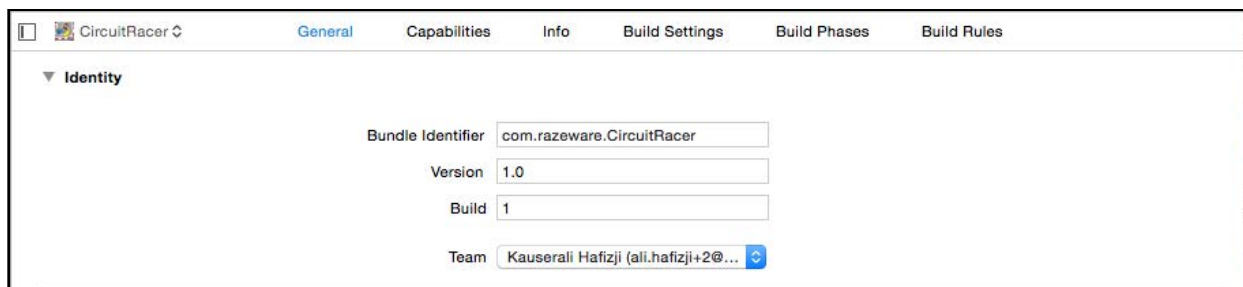 CircuitRacer General Capabilities Info Build Settings Build Phases Build Rules
Identity
Bundle Identifier com.razeware.CircuitRacer
Version 1.0
Build 1
Team Kauserali Hafizji (ali.hafizji+2@...